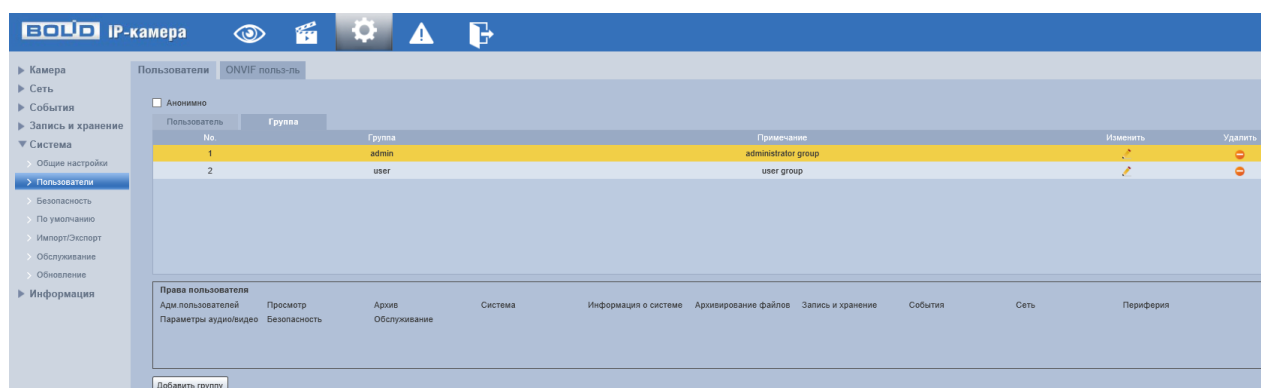 BOLID IP-камера
Камера
Сеть
События
Запись и хранение
Система
Общие настройки
Пользователи
Безопасность
По умолчанию
Импорт/Экспорт
Обслуживание
Обновление
Информация
Пользователи ONVIF польз-ль
Анонимно
Пользователь Группа
No. Группа Примечание Изменить Удалить
1 admin administrator group
2 user user group
Права пользователя
Адм.пользователей Просмотр Архив Система Информация о системе Архивирование файлов Запись и хранение События Сеть Периферия
Параметры аудио/видео Безопасность Обслуживание
Добавить группу